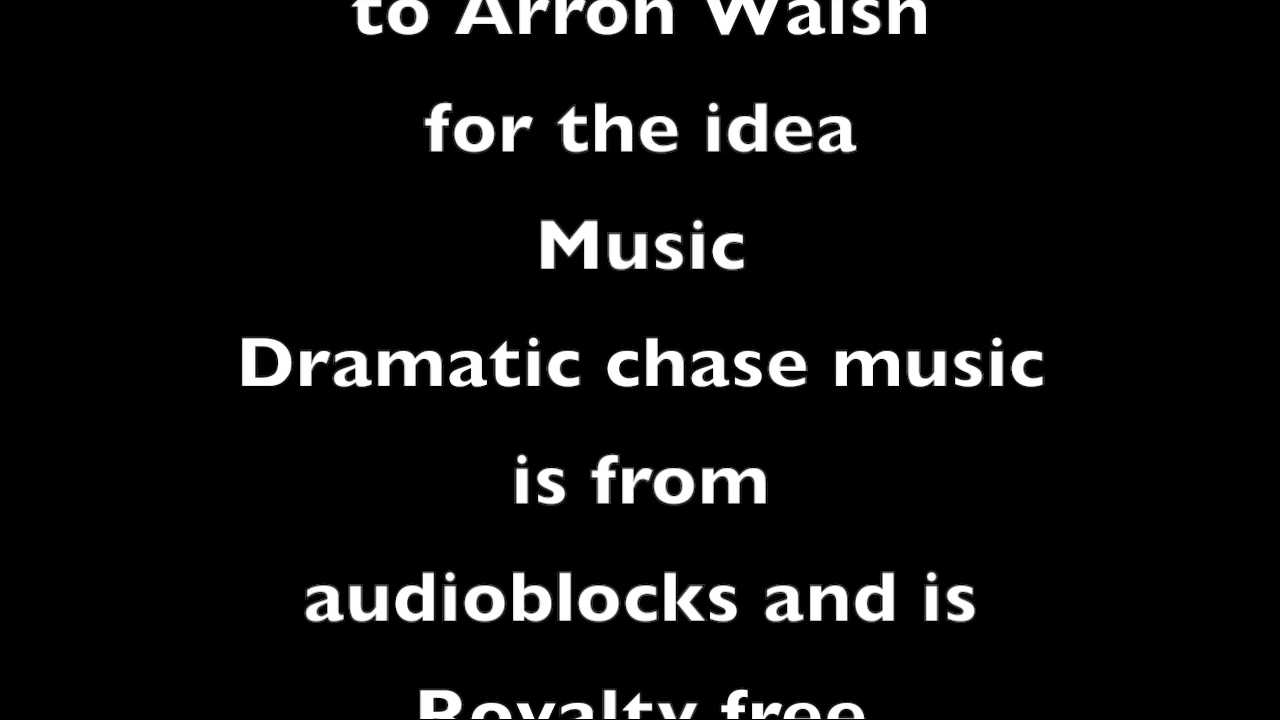 to Arron Walsh
for the idea
Music
Dramatic chase music
is from
audioblocks and is
Royalty free